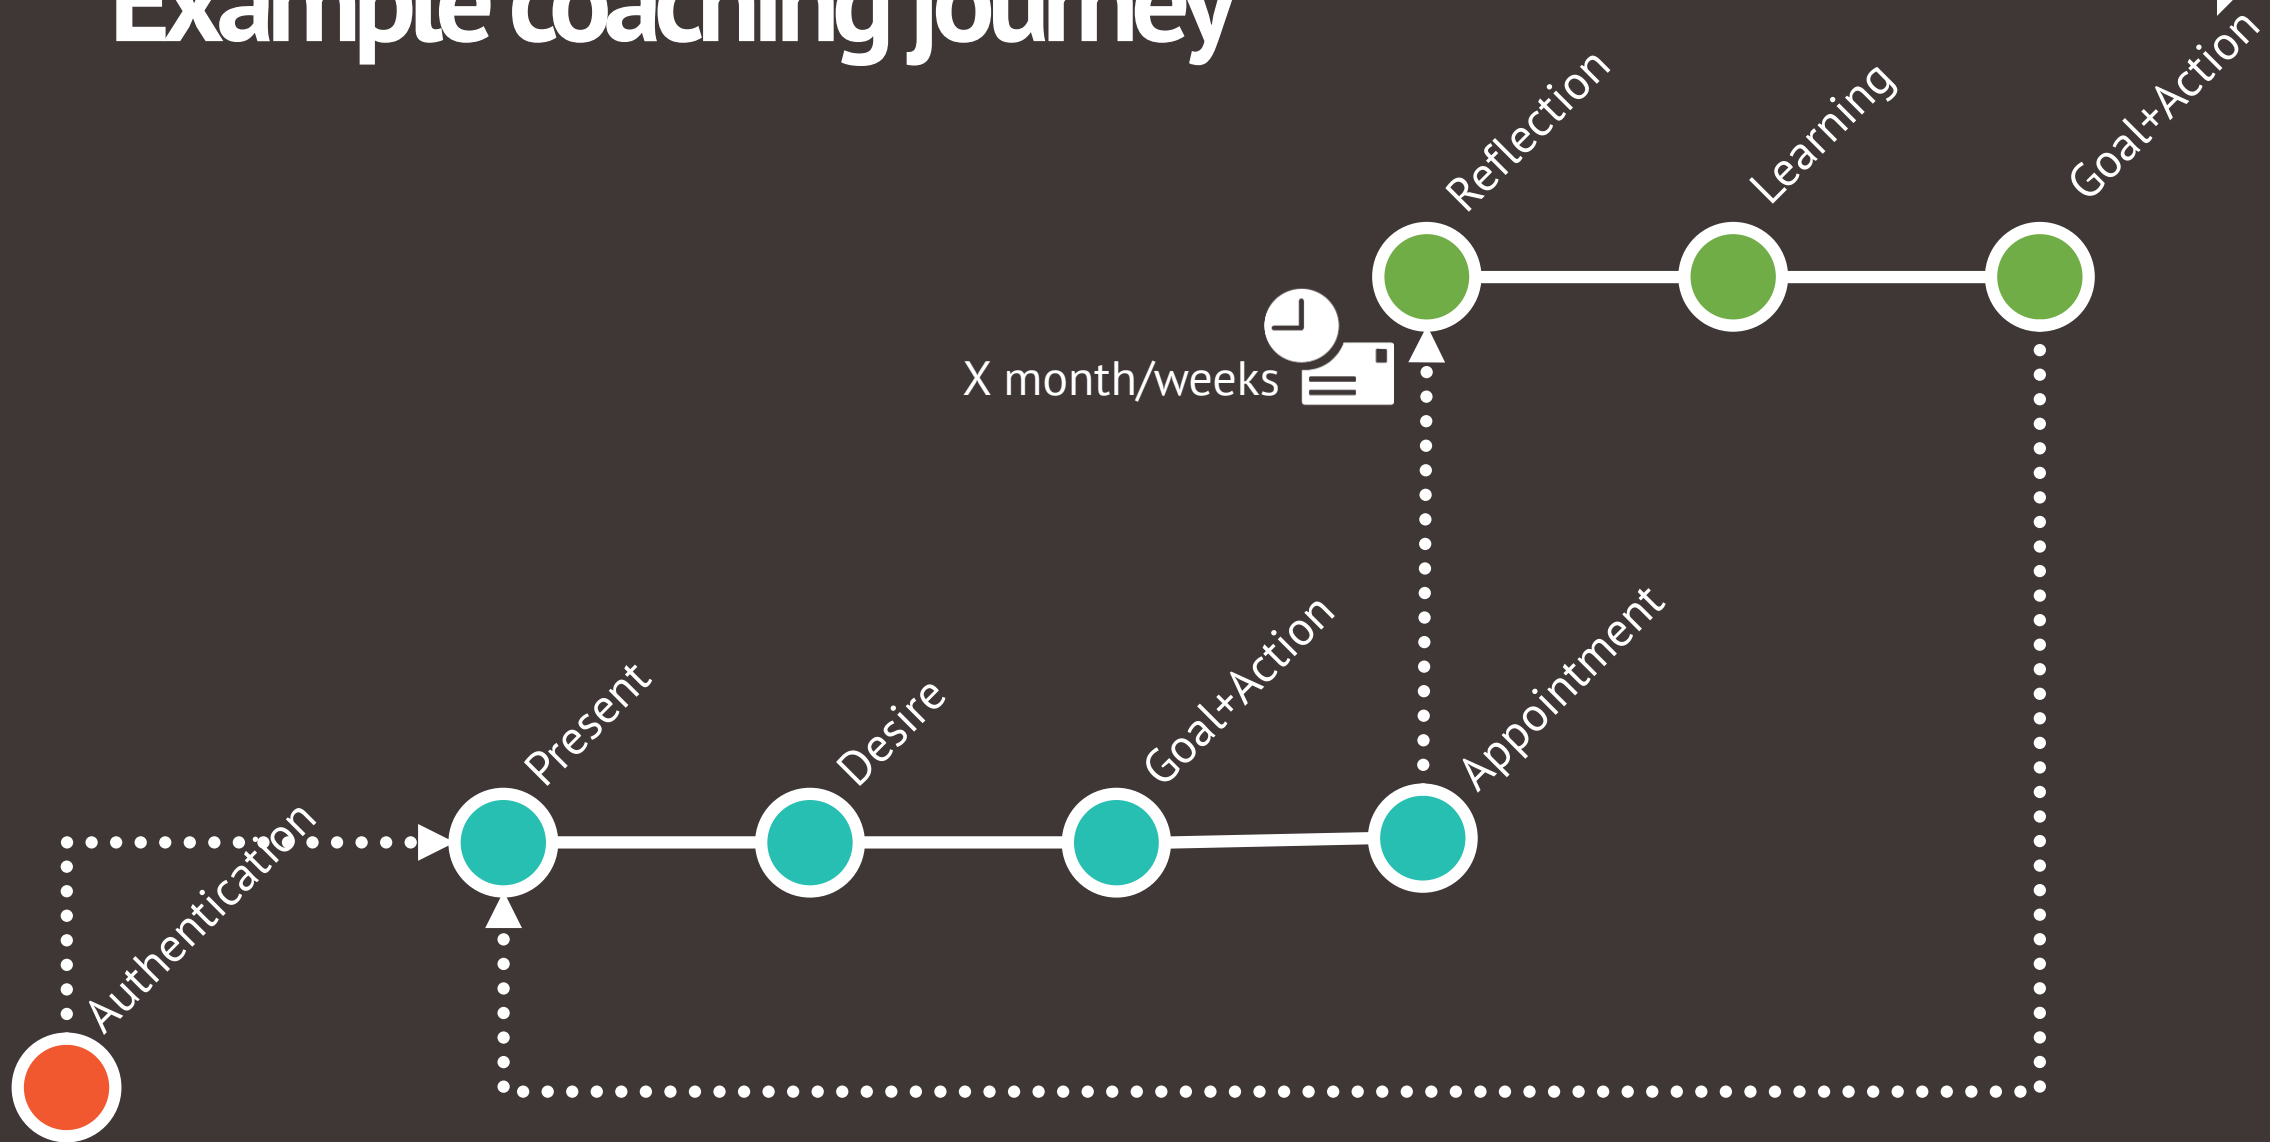 Example coaching journey
Reflection
Learning
Goal+Action
X month/weeks
Present
Desire
Goal+Action
Appointment
Authentication